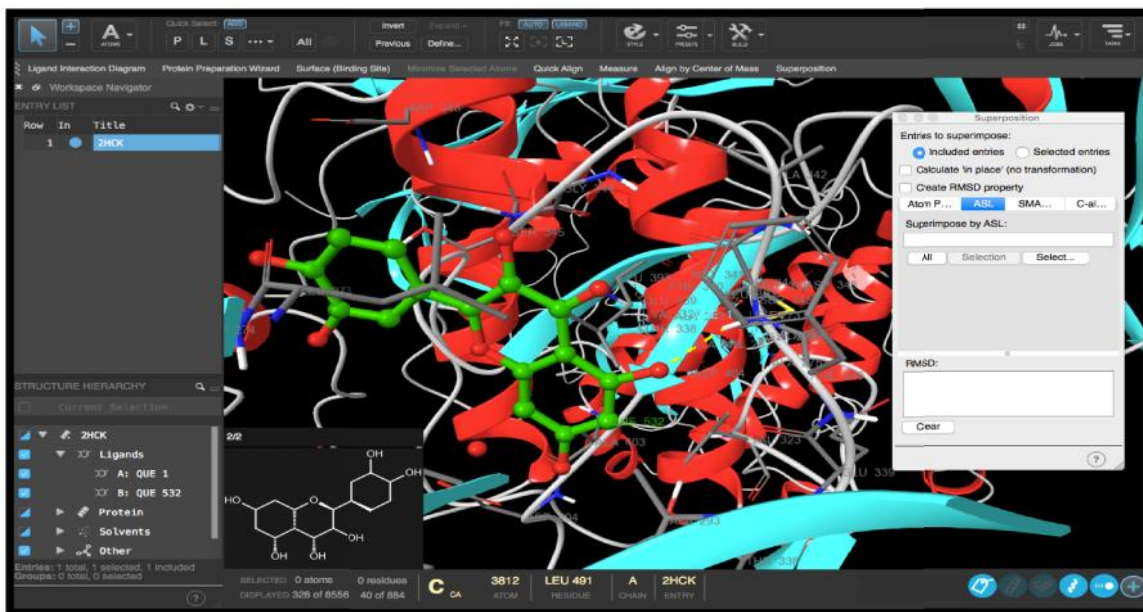 Quick Select: ADD
Invert
Expand
Fit: AUTO LIGAND
ATOMS
P L S ... All
Previous
Define...
STYLE
PRESETS
BUILD
JOBS
TASKS
Ligand Interaction Diagram Protein Preparation Wizard Surface (Binding Site) Minimize Selected Atoms Quick Align Measure Align by Center of Mass Superposition
Workspace Navigator
ENTRY LIST
Row In Title
1 2HCK
STRUCTURE HIERARCHY
Current Selection
2HCK
Ligands
A: QUE 1
B: QUE 532
Protein
Solvents
Other
Entries: 1 total, 1 selected, 1 included
Groups: 0 total, 0 selected
?
2/2
OH
OH
HO
O
OH
OH
OH
OH
Superposition
Entries to superimpose:
Included entries Selected entries
Calculate 'in place' (no transformation)
Create RMSD property
Atom P... ASL SMA... C-al...
Superimpose by ASL:
All Selection Select...
RMSD:
Clear
?
SELECTED 0 atoms 0 residues
DISPLAYED 328 of 8556 40 of 884
C CA
3812 LEU 491 A 2HCK
ATOM RESIDUE CHAIN ENTRY